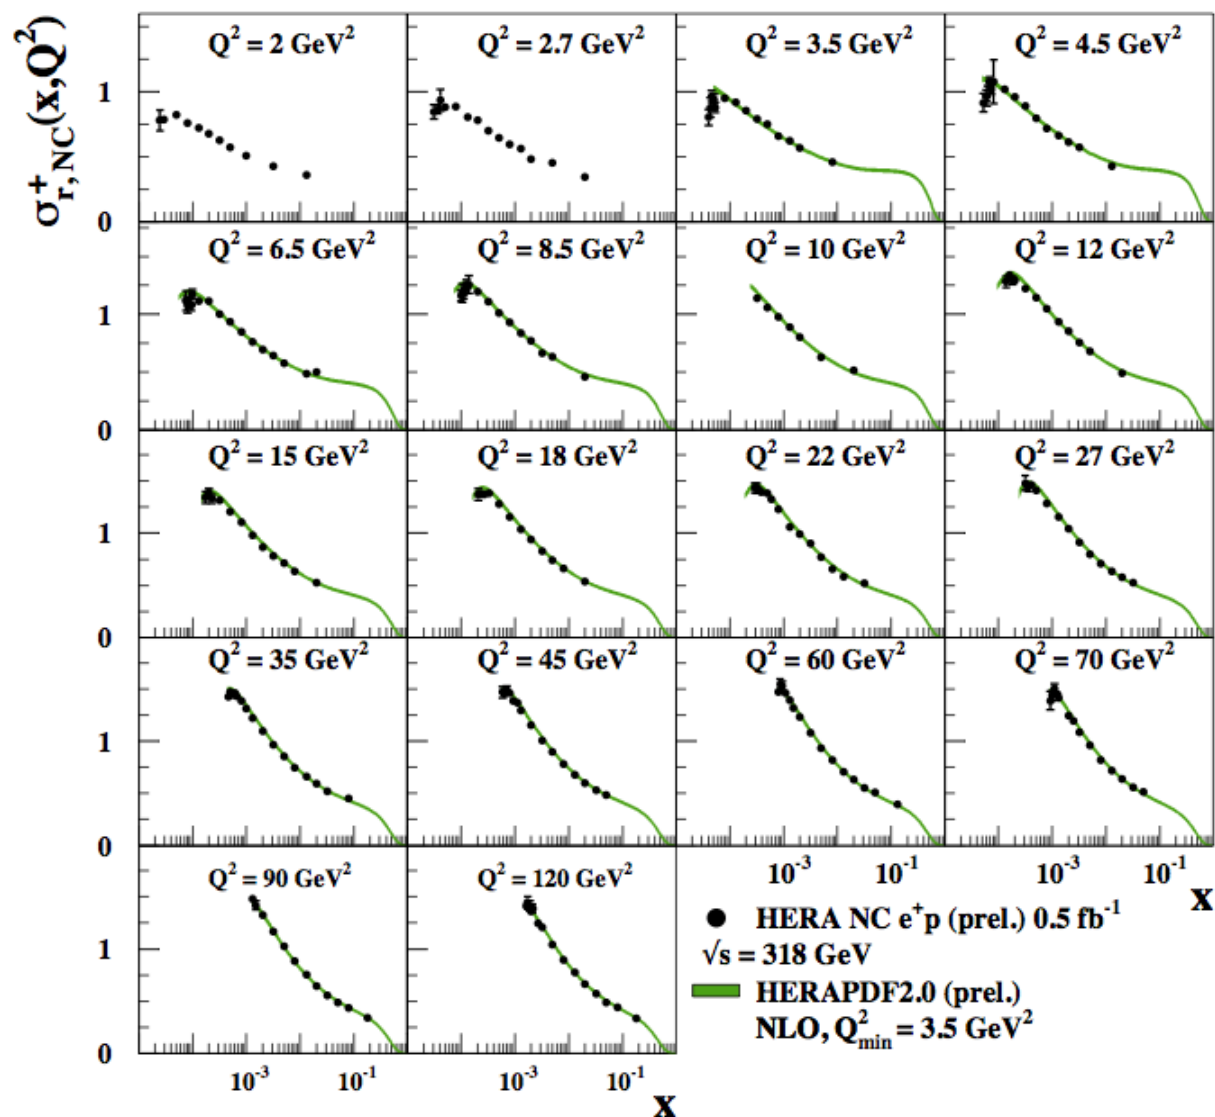 σ⁺r,NC(x,Q²)
Q² = 2 GeV²
Q² = 2.7 GeV²
Q² = 3.5 GeV²
Q² = 4.5 GeV²
1
0
Q² = 6.5 GeV²
Q² = 8.5 GeV²
Q² = 10 GeV²
Q² = 12 GeV²
1
0
Q² = 15 GeV²
Q² = 18 GeV²
Q² = 22 GeV²
Q² = 27 GeV²
1
0
Q² = 35 GeV²
Q² = 45 GeV²
Q² = 60 GeV²
Q² = 70 GeV²
1
0
10⁻³ 10⁻¹ 10⁻³ 10⁻¹
x
Q² = 90 GeV²
Q² = 120 GeV²
1
0
10⁻³ 10⁻¹ 10⁻³ 10⁻¹
x
HERA NC e⁺p (prel.) 0.5 fb⁻¹
√s = 318 GeV
HERAPDF2.0 (prel.)
NLO, Q²min = 3.5 GeV²